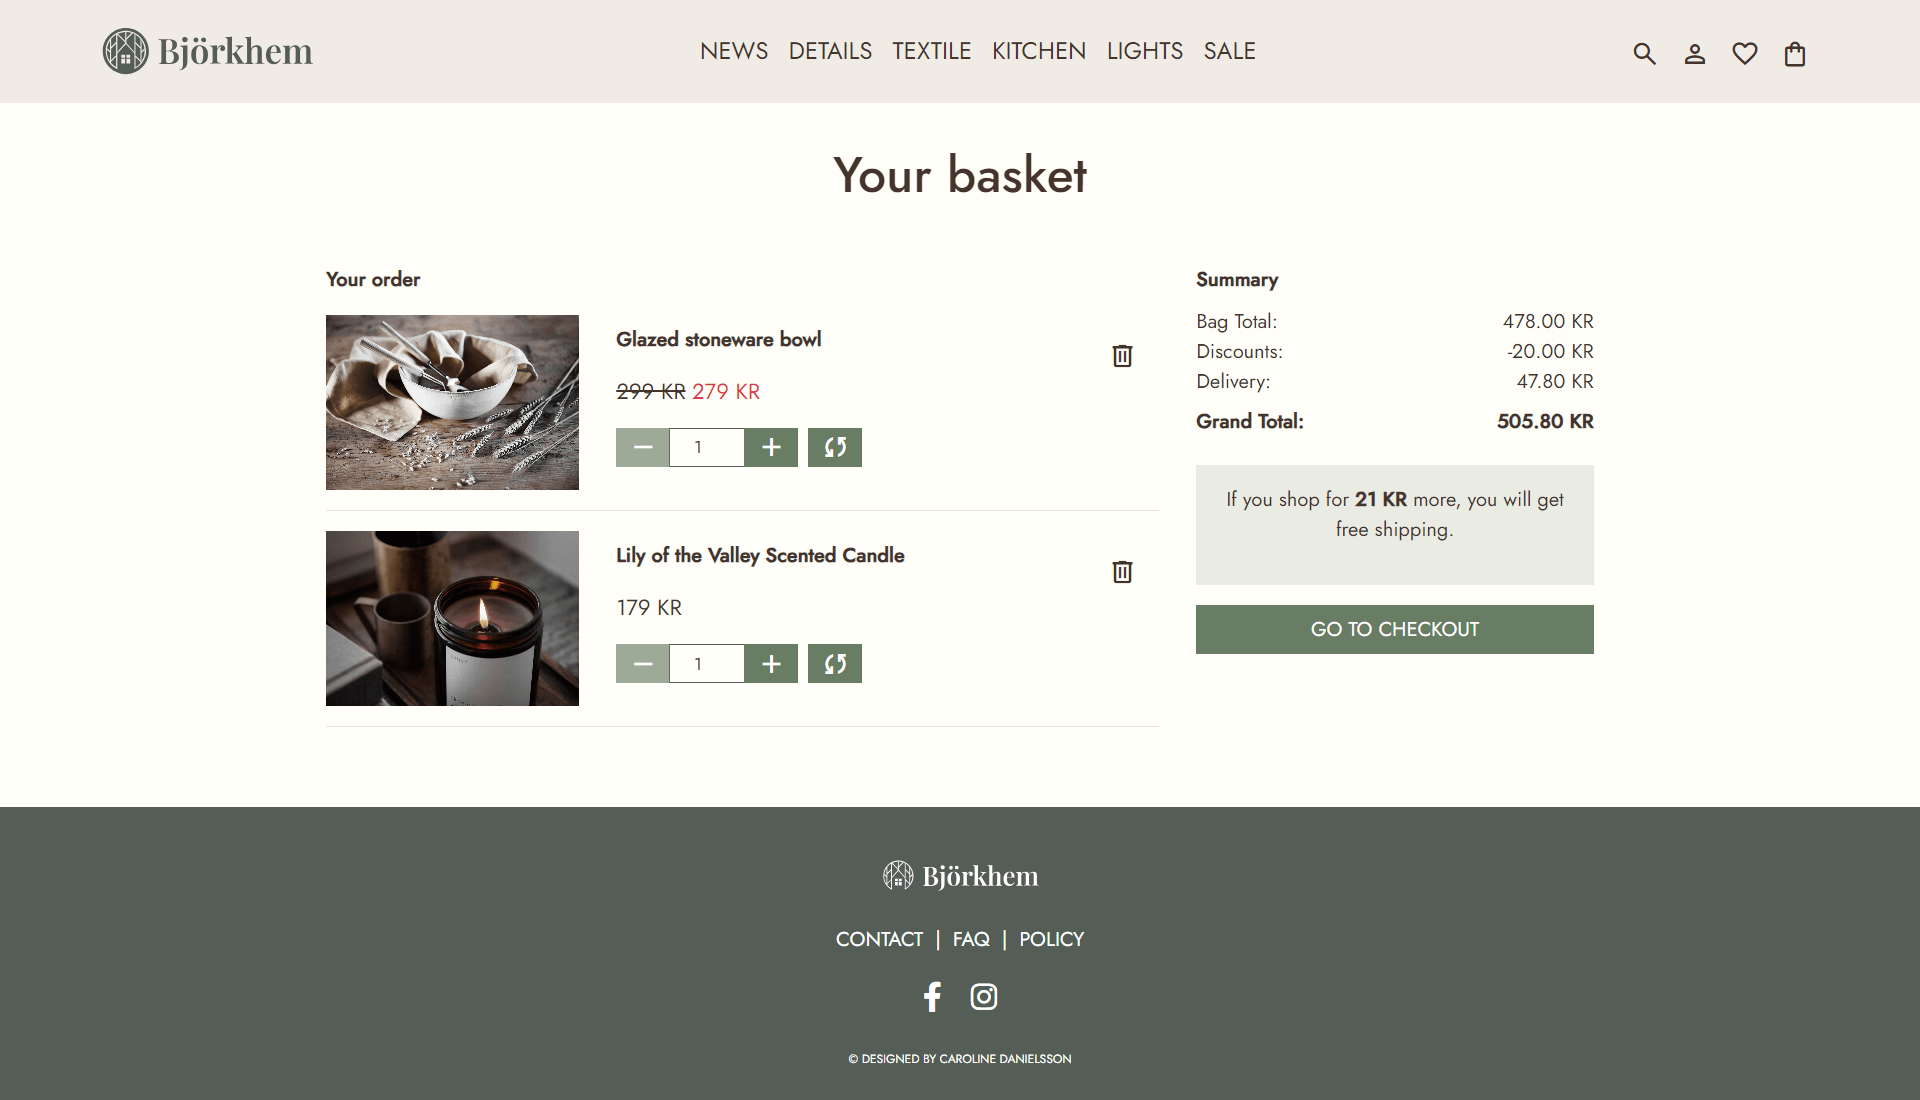 Björkhem
NEWS DETAILS TEXTILE KITCHEN LIGHTS SALE
Your basket
Your order
Glazed stoneware bowl
299 KR 279 KR
1
Lily of the Valley Scented Candle
179 KR
1
Summary
Bag Total: 478.00 KR
Discounts: -20.00 KR
Delivery: 47.80 KR
Grand Total: 505.80 KR
If you shop for 21 KR more, you will get
free shipping.
GO TO CHECKOUT
Björkhem
CONTACT | FAQ | POLICY
© DESIGNED BY CAROLINE DANIELSSON